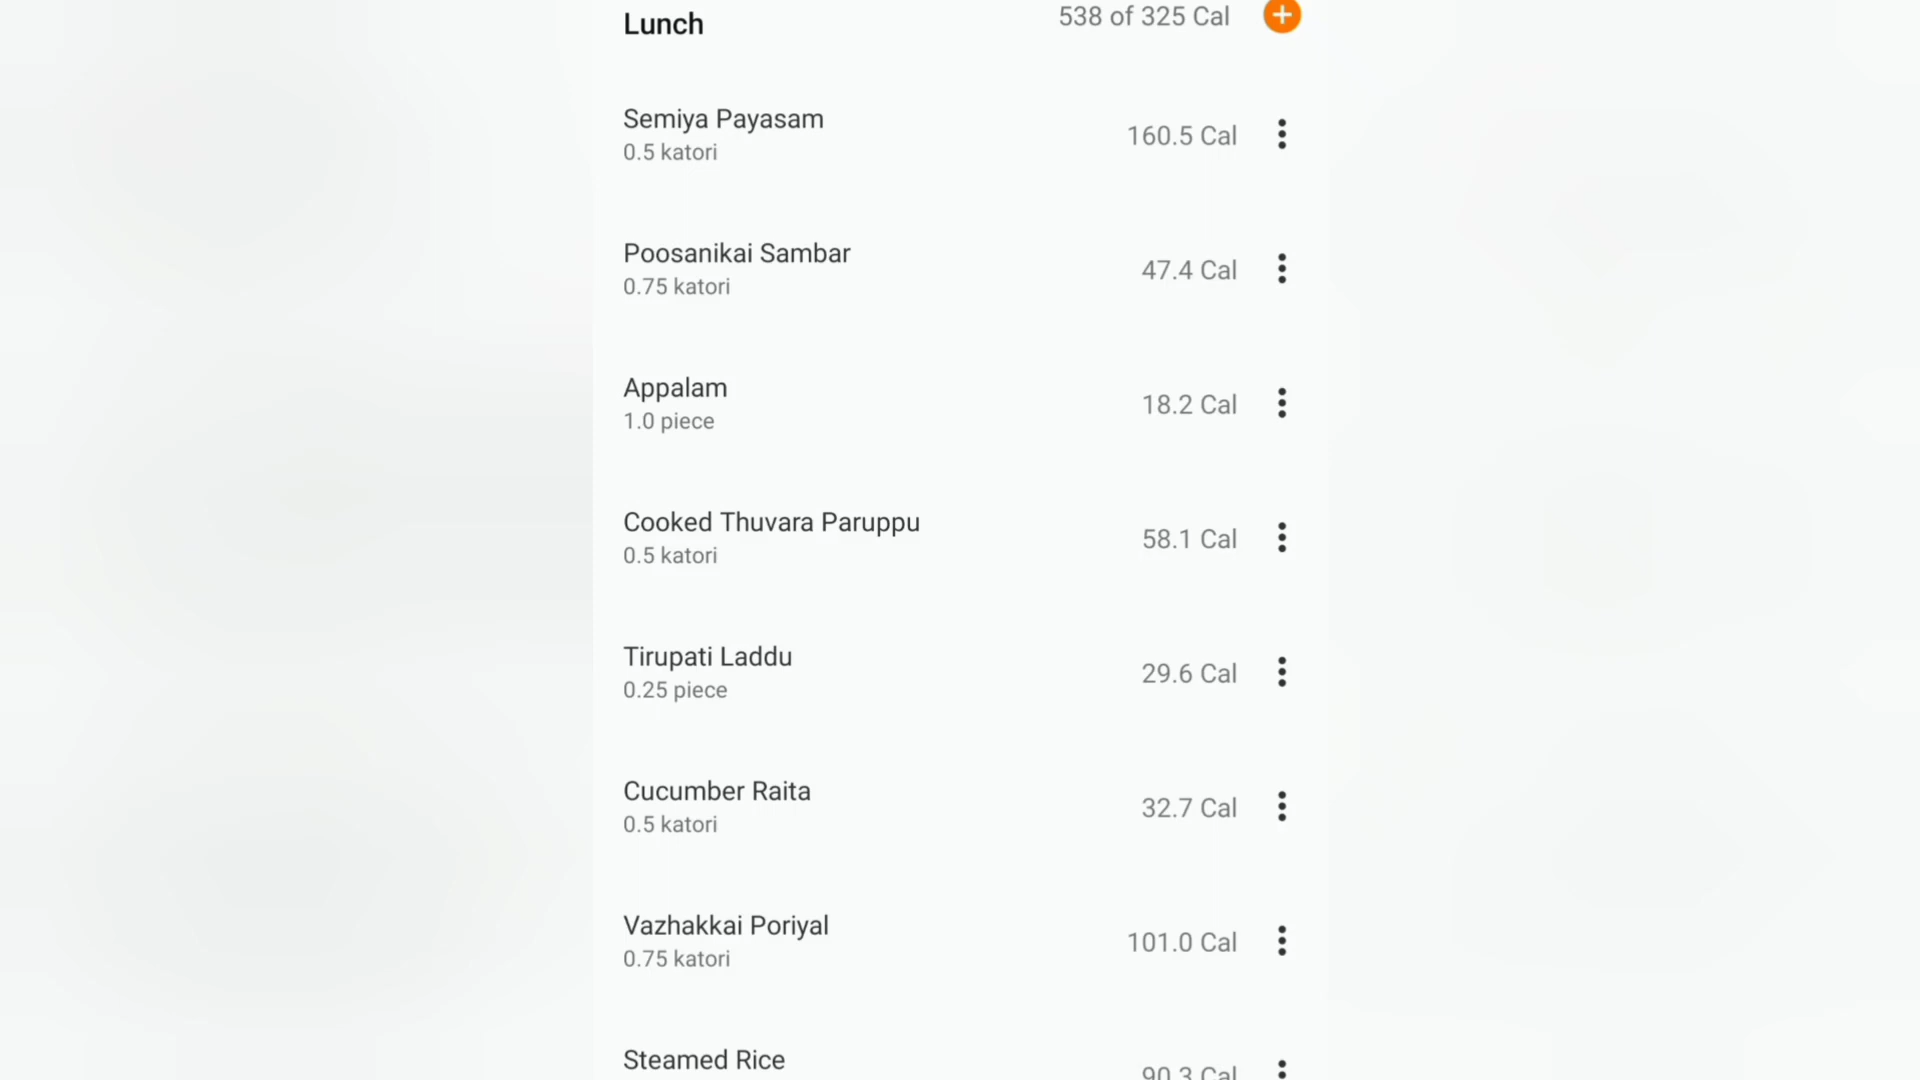 Lunch 538 of 325 Cal
Semiya Payasam
0.5 katori
160.5 Cal
Poosanikai Sambar
0.75 katori
47.4 Cal
Appalam
1.0 piece
18.2 Cal
Cooked Thuvara Paruppu
0.5 katori
58.1 Cal
Tirupati Laddu
0.25 piece
29.6 Cal
Cucumber Raita
0.5 katori
32.7 Cal
Vazhakkai Poriyal
0.75 katori
101.0 Cal
Steamed Rice
90.3 Cal